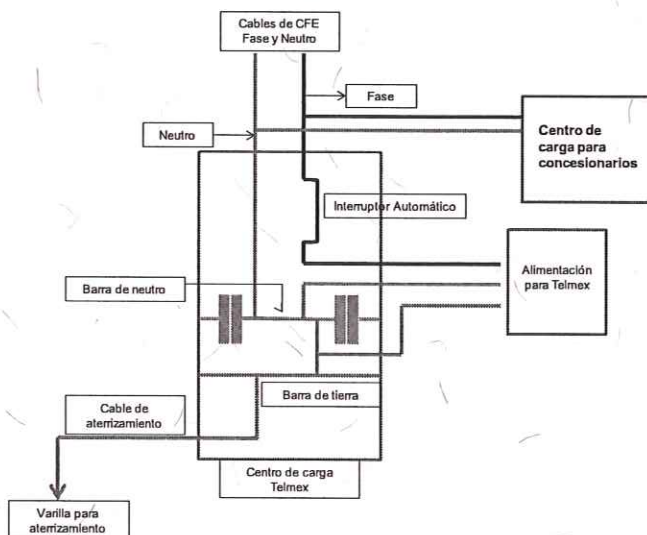 Cables de CFE
Fase y Neutro
Fase
Neutro
Centro de
carga para
concesionarios
Interruptor Automático
Alimentación
para Telmex
Barra de neutro
Barra de tierra
Cable de
aterrizamiento
Centro de carga
Telmex
Varilla para
aterrizamiento